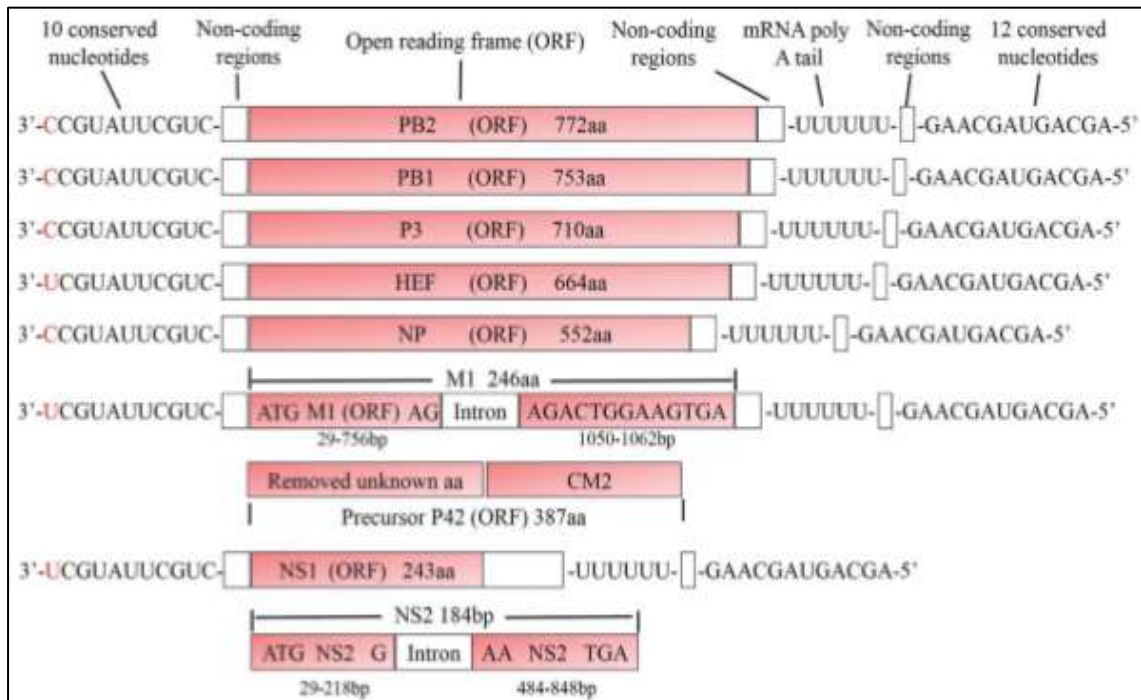 10 conserved nucleotides
Non-coding regions
Open reading frame (ORF)
Non-coding regions
mRNA poly A tail
Non-coding regions
12 conserved nucleotides
3'-CCGUAUUCGUC- PB2 (ORF) 772aa -UUUUUU- -GAACGAUGACGA-5'
3'-CCGUAUUCGUC- PB1 (ORF) 753aa -UUUUUU- -GAACGAUGACGA-5'
3'-CCGUAUUCGUC- P3 (ORF) 710aa -UUUUUU- -GAACGAUGACGA-5'
3'-UCGUAUUCGUC- HEF (ORF) 664aa -UUUUUU- -GAACGAUGACGA-5'
3'-CCGUAUUCGUC- NP (ORF) 552aa -UUUUUU- -GAACGAUGACGA-5'
M1 246aa
3'-UCGUAUUCGUC- ATG M1 (ORF) AG Intron AGACTGGAAGTGA -UUUUUU- -GAACGAUGACGA-5'
29-756bp 1050-1062bp
Removed unknown aa CM2
Precursor P42 (ORF) 387aa
3'-UCGUAUUCGUC- NS1 (ORF) 243aa -UUUUUU- -GAACGAUGACGA-5'
NS2 184bp
ATG NS2 G Intron AA NS2 TGA
29-218bp 484-848bp